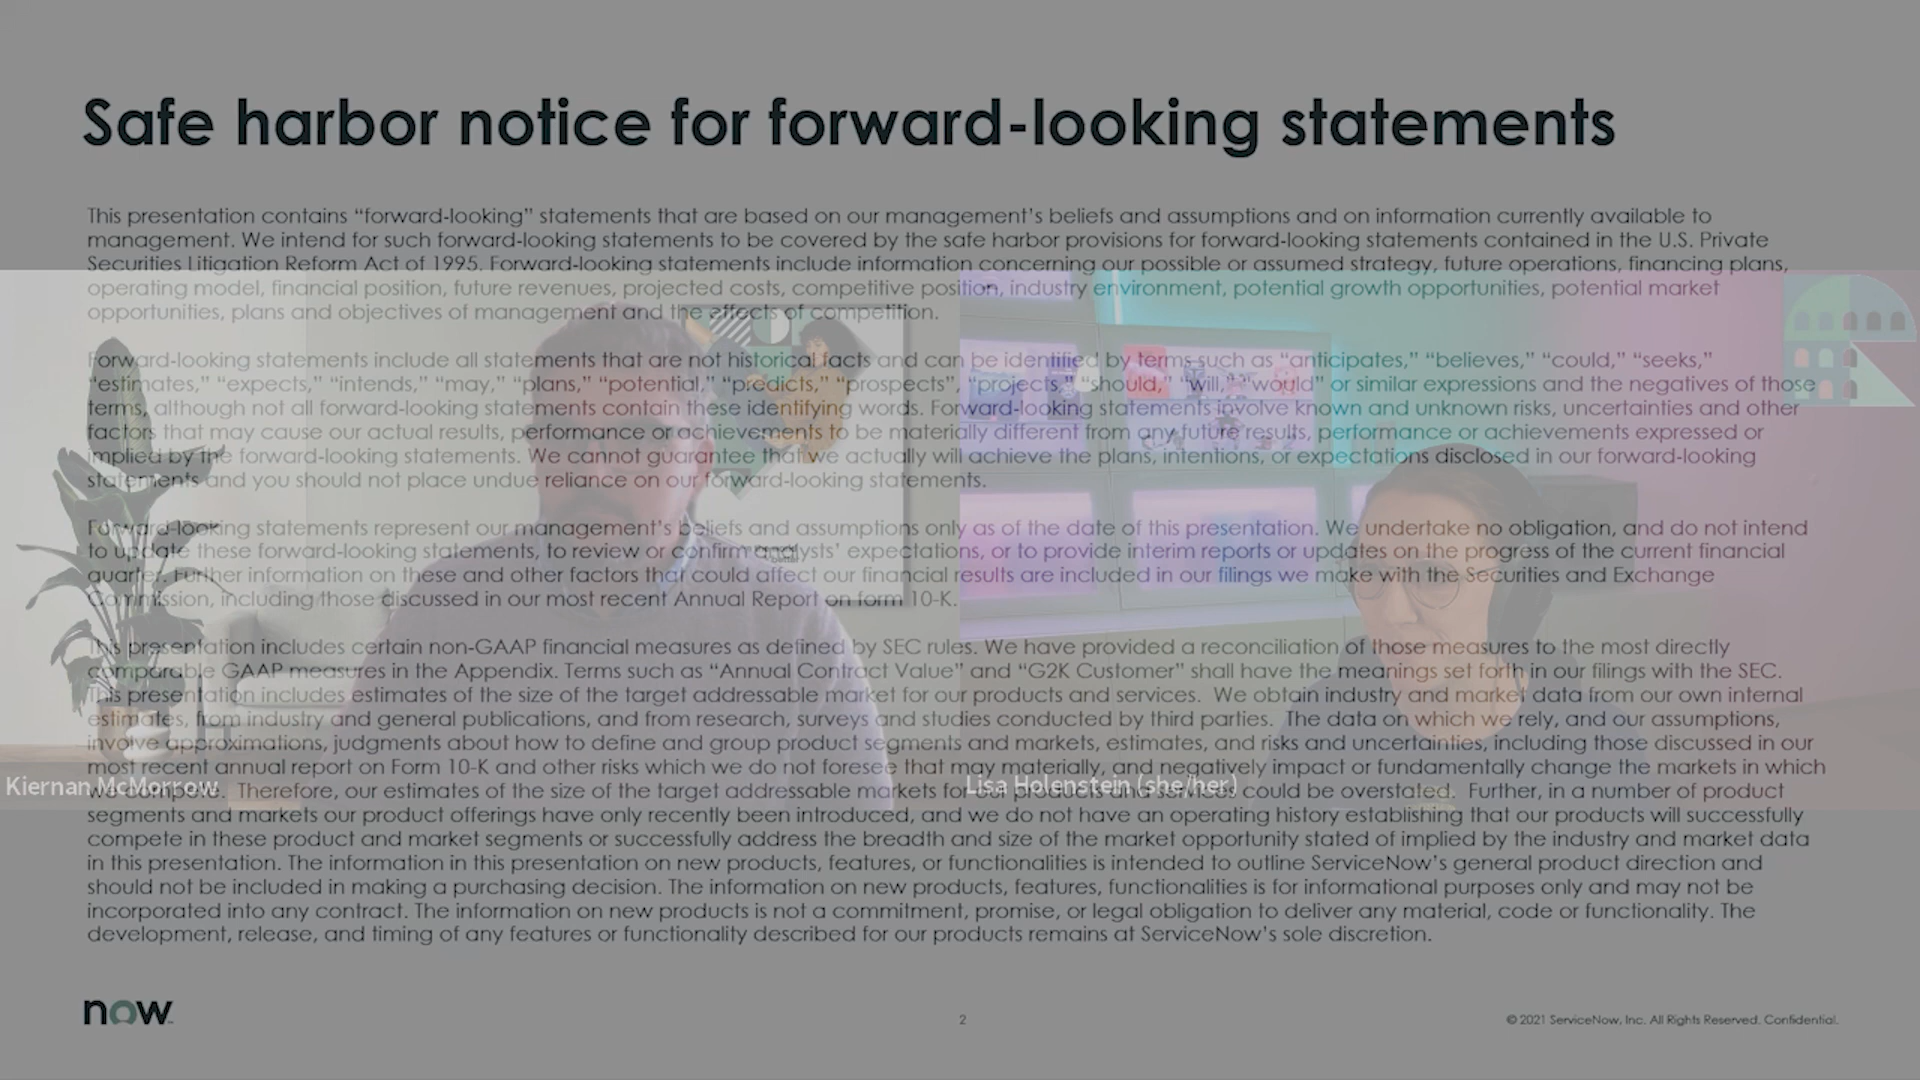 Safe harbor notice for forward-looking statements
This presentation contains “forward-looking” statements that are based on our management’s beliefs and assumptions and on information currently available to
management. We intend for such forward-looking statements to be covered by the safe harbor provisions for forward-looking statements contained in the U.S. Private
Securities Litigation Reform Act of 1995. Forward-looking statements include information concerning our possible or assumed strategy, future operations, financing plans,
operating model, financial position, future revenues, projected costs, competitive position, industry environment, potential growth opportunities, potential market
opportunities, plans and objectives of management and the effects of competition.
Forward-looking statements include all statements that are not historical facts and can be identified by terms such as “anticipates,” “believes,” “could,” “seeks,”
“estimates,” “expects,” “intends,” “may,” “plans,” “potential,” “predicts,” “prospects”, “projects,” “should,” “will,” “would” or similar expressions and the negatives of those
terms, although not all forward-looking statements contain these identifying words. Forward-looking statements involve known and unknown risks, uncertainties and other
factors that may cause our actual results, performance or achievements to be materially different from any future results, performance or achievements expressed or
implied by the forward-looking statements. We cannot guarantee that we actually will achieve the plans, intentions, or expectations disclosed in our forward-looking
statements and you should not place undue reliance on our forward-looking statements.
Forward-looking statements represent our management’s beliefs and assumptions only as of the date of this presentation. We undertake no obligation, and do not intend
to update these forward-looking statements, to review or confirm analysts’ expectations, or to provide interim reports or updates on the progress of the current financial
quarter. Further information on these and other factors that could affect our financial results are included in our filings we make with the Securities and Exchange
Commission, including those discussed in our most recent Annual Report on form 10-K.
This presentation includes certain non-GAAP financial measures as defined by SEC rules. We have provided a reconciliation of those measures to the most directly
comparable GAAP measures in the Appendix. Terms such as “Annual Contract Value” and “G2K Customer” shall have the meanings set forth in our filings with the SEC.
This presentation includes estimates of the size of the target addressable market for our products and services. We obtain industry and market data from our own internal
estimates, from industry and general publications, and from research, surveys and studies conducted by third parties. The data on which we rely, and our assumptions,
involve approximations, judgments about how to define and group product segments and markets, estimates, and risks and uncertainties, including those discussed in our
most recent annual report on Form 10-K and other risks which we do not foresee that may materially, and negatively impact or fundamentally change the markets in which
we compete. Therefore, our estimates of the size of the target addressable markets for our products and services could be overstated. Further, in a number of product
segments and markets our product offerings have only recently been introduced, and we do not have an operating history establishing that our products will successfully
compete in these product and market segments or successfully address the breadth and size of the market opportunity stated of implied by the industry and market data
in this presentation. The information in this presentation on new products, features, or functionalities is intended to outline ServiceNow’s general product direction and
should not be included in making a purchasing decision. The information on new products, features, functionalities is for informational purposes only and may not be
incorporated into any contract. The information on new products is not a commitment, promise, or legal obligation to deliver any material, code or functionality. The
development, release, and timing of any features or functionality described for our products remains at ServiceNow’s sole discretion.
Kiernan McMorrow
Lisa Holenstein (she/her)
now
2
© 2021 ServiceNow, Inc. All Rights Reserved. Confidential.